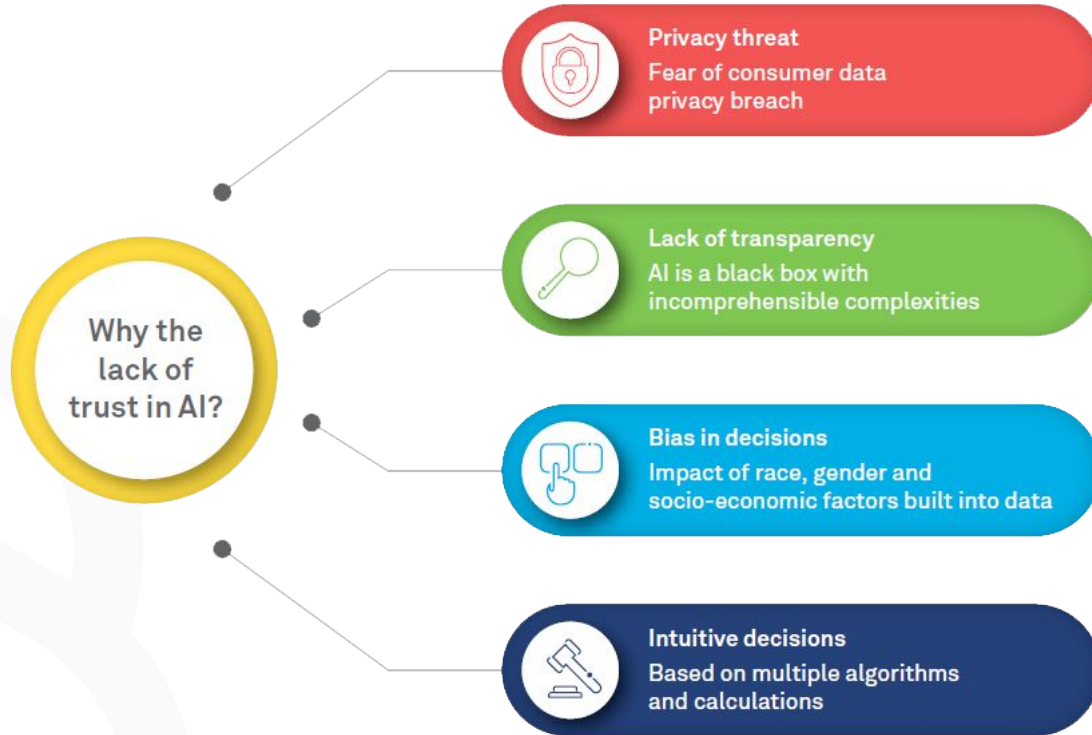 Why the
lack of
trust in AI?
Privacy threat
Fear of consumer data
privacy breach
Lack of transparency
AI is a black box with
incomprehensible complexities
Bias in decisions
Impact of race, gender and
socio-economic factors built into data
Intuitive decisions
Based on multiple algorithms
and calculations